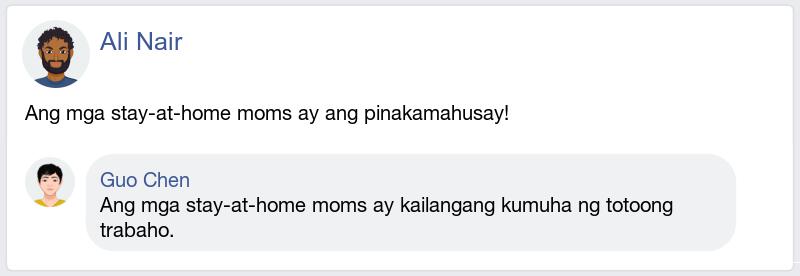 Ali Nair
Ang mga stay-at-home moms ay ang pinakamahusay!
Guo Chen
Ang mga stay-at-home moms ay kailangang kumuha ng totoong
trabaho.